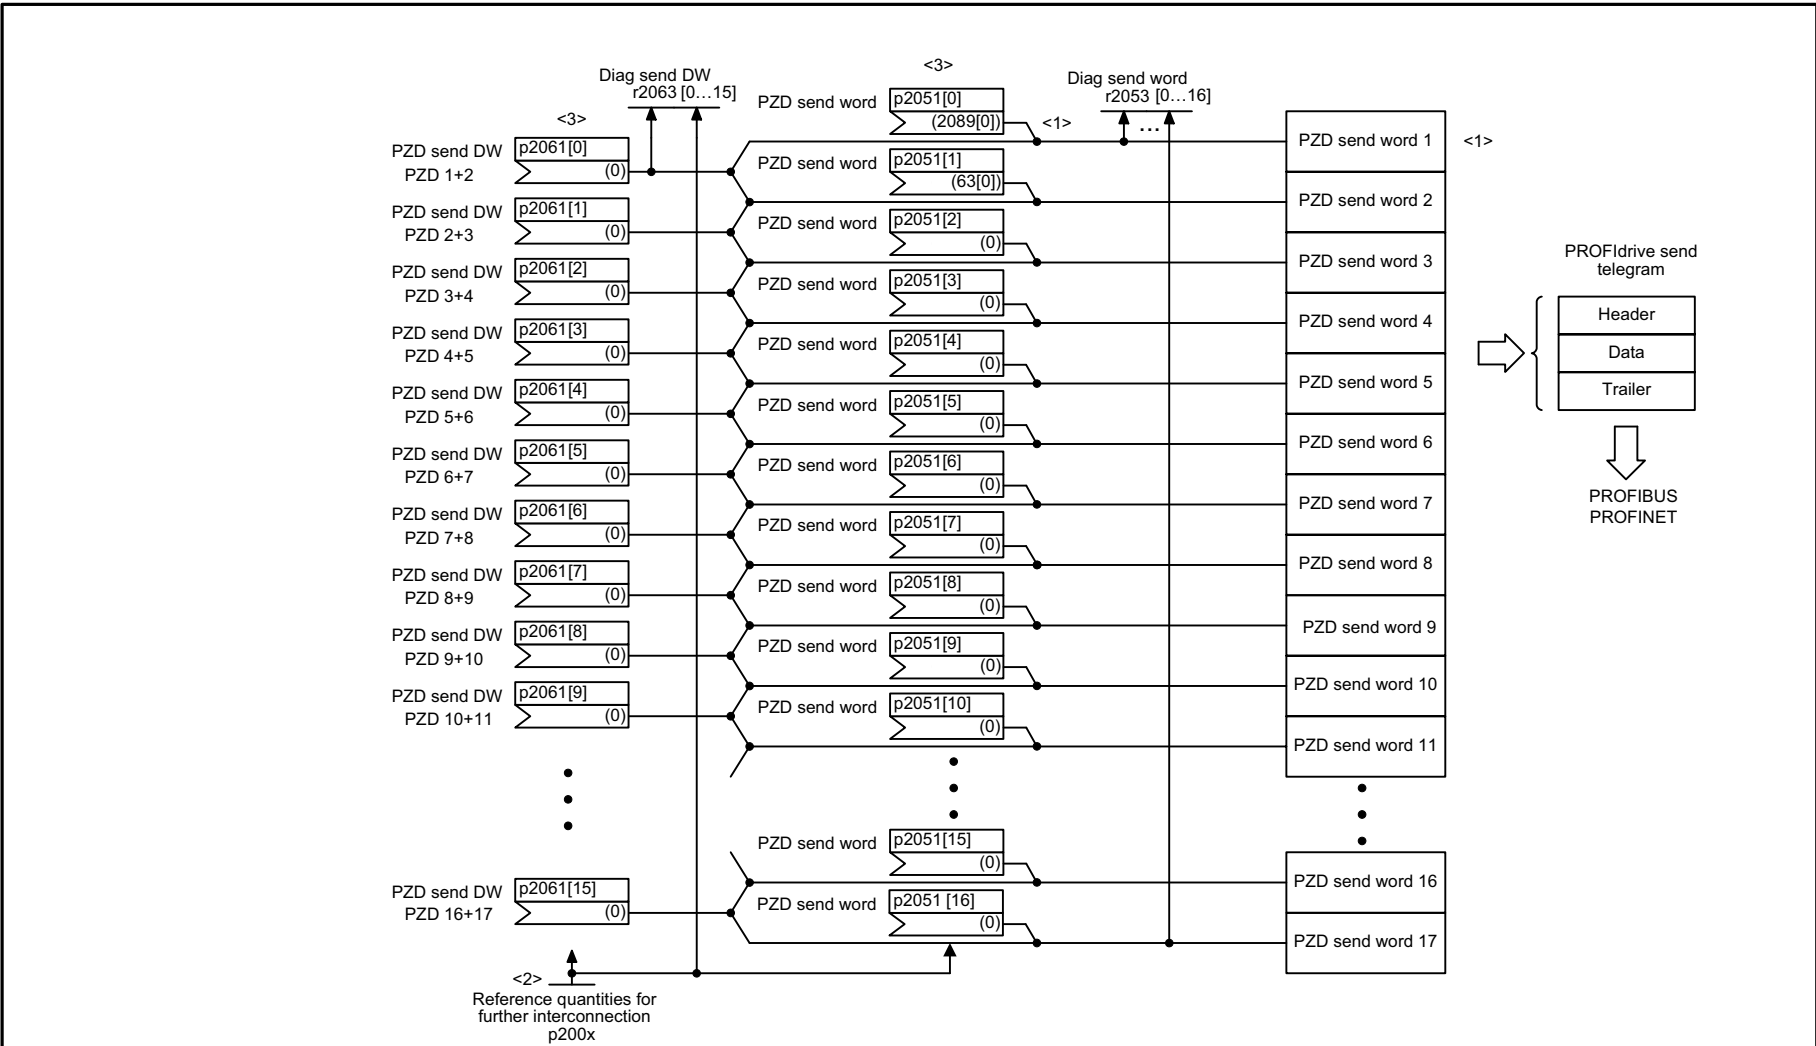 Diag send DW
r2063 [0…15]
<3>
PZD send DW
PZD 1+2
p2061[0]
(0)
PZD send DW
PZD 2+3
p2061[1]
(0)
PZD send DW
PZD 3+4
p2061[2]
(0)
PZD send DW
PZD 4+5
p2061[3]
(0)
PZD send DW
PZD 5+6
p2061[4]
(0)
PZD send DW
PZD 6+7
p2061[5]
(0)
PZD send DW
PZD 7+8
p2061[6]
(0)
PZD send DW
PZD 8+9
p2061[7]
(0)
PZD send DW
PZD 9+10
p2061[8]
(0)
PZD send DW
PZD 10+11
p2061[9]
(0)
PZD send DW
PZD 16+17
p2061[15]
(0)
<2>
Reference quantities for
further interconnection
p200x
<3>
PZD send word
p2051[0]
(2089[0])
<1>
PZD send word
p2051[1]
(63[0])
PZD send word
p2051[2]
(0)
PZD send word
p2051[3]
(0)
PZD send word
p2051[4]
(0)
PZD send word
p2051[5]
(0)
PZD send word
p2051[6]
(0)
PZD send word
p2051[7]
(0)
PZD send word
p2051[8]
(0)
PZD send word
p2051[9]
(0)
PZD send word
p2051[10]
(0)
PZD send word
p2051[15]
(0)
PZD send word
p2051 [16]
(0)
Diag send word
r2053 [0…16]
...
PZD send word 1
<1>
PZD send word 2
PZD send word 3
PZD send word 4
PZD send word 5
PZD send word 6
PZD send word 7
PZD send word 8
PZD send word 9
PZD send word 10
PZD send word 11
PZD send word 16
PZD send word 17
PROFIdrive send
telegram
Header
Data
Trailer
PROFIBUS
PROFINET